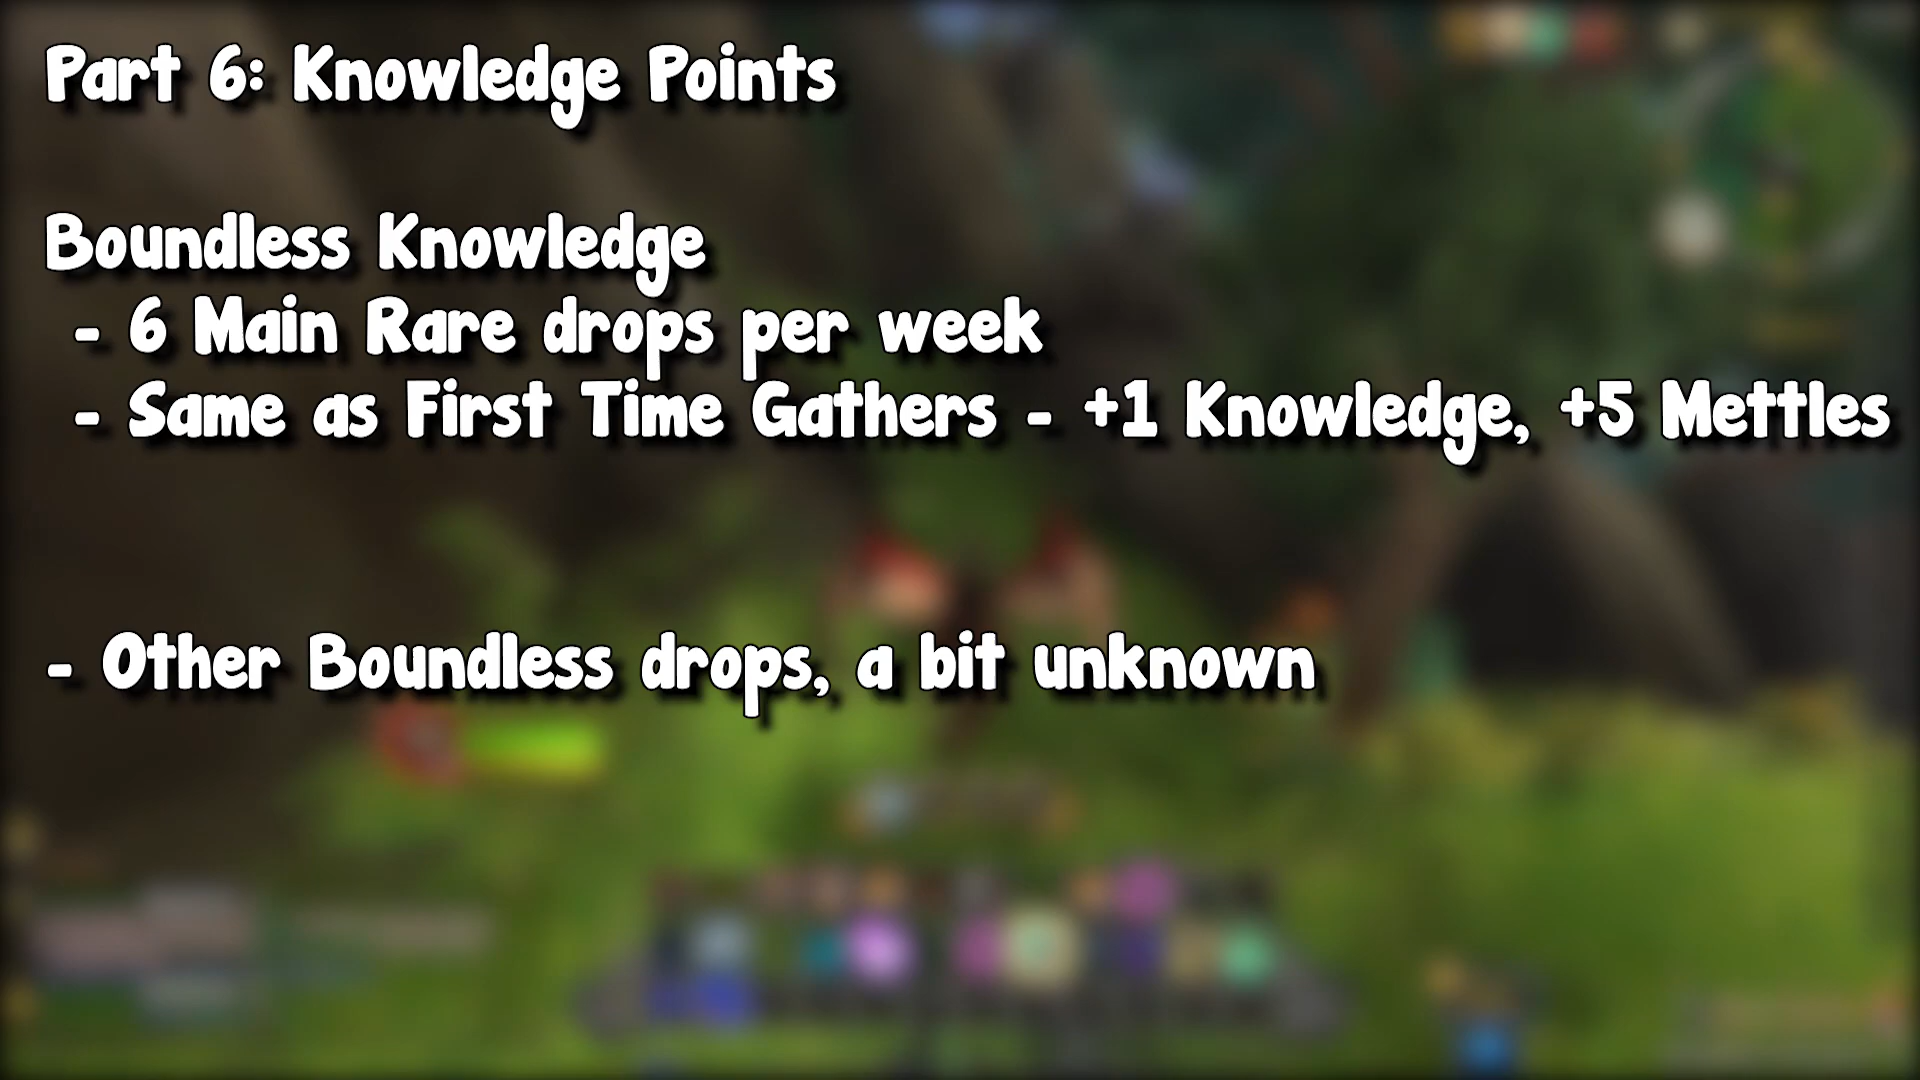 Part 6: Knowledge Points
Boundless Knowledge
- 6 Main Rare drops per week
- Same as First Time Gathers - +1 Knowledge, +5 Mettles
- Other Boundless drops, a bit unknown